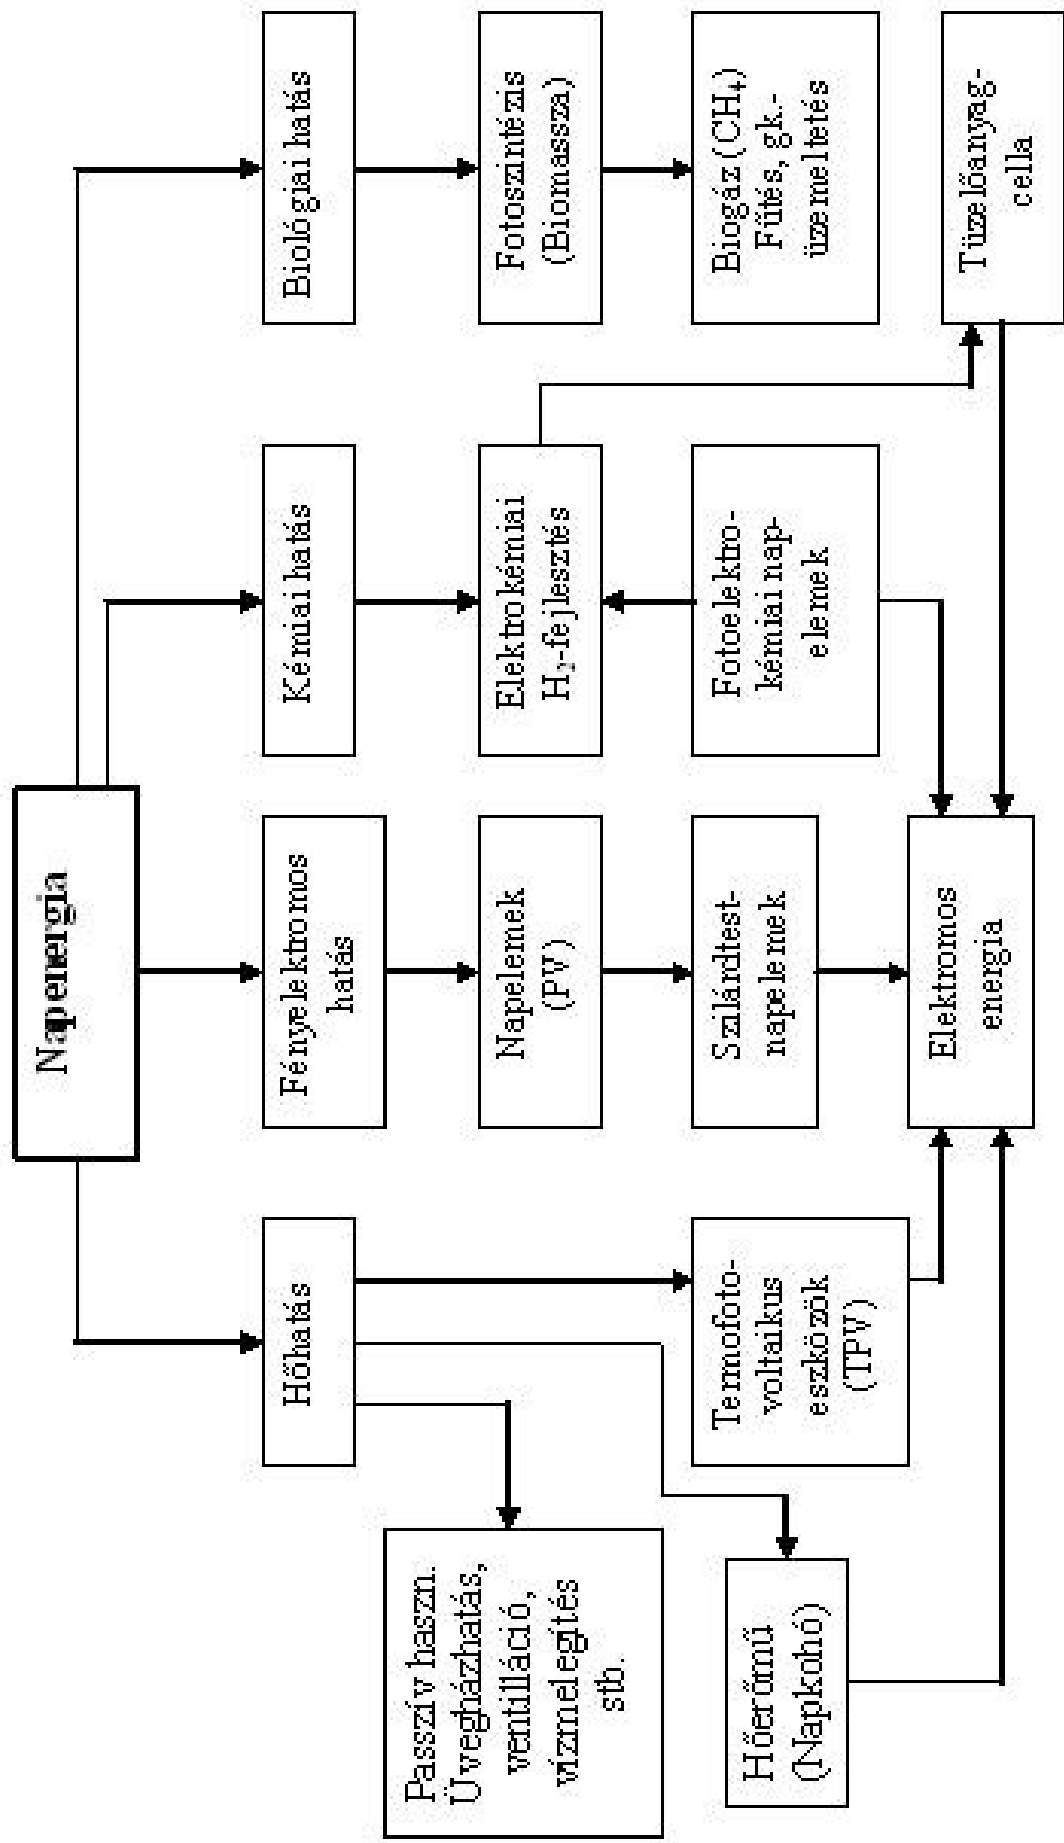 Napenergia
Hőhatás
Fényelektromos
hatás
Kémiai hatás
Biológiai hatás
Passzív haszn.
Üvegházhatás,
ventilláció,
vízmelegítés
stb.
Napelemek
(PV)
Elektrokémiai
H₂-fejlesztés
Fotoszintézis
(Biomassza)
Hőerőmű
(Napkohó)
Termofoto-
voltaikus
eszközök
(TPV)
Szilárdtest-
napelemek
Fotoelektro-
kémiai nap-
elemek
Biogáz (CH₄)
Fűtés, gk.-
üzemeltetés
Elektromos
energia
Tüzelőanyag-
cella